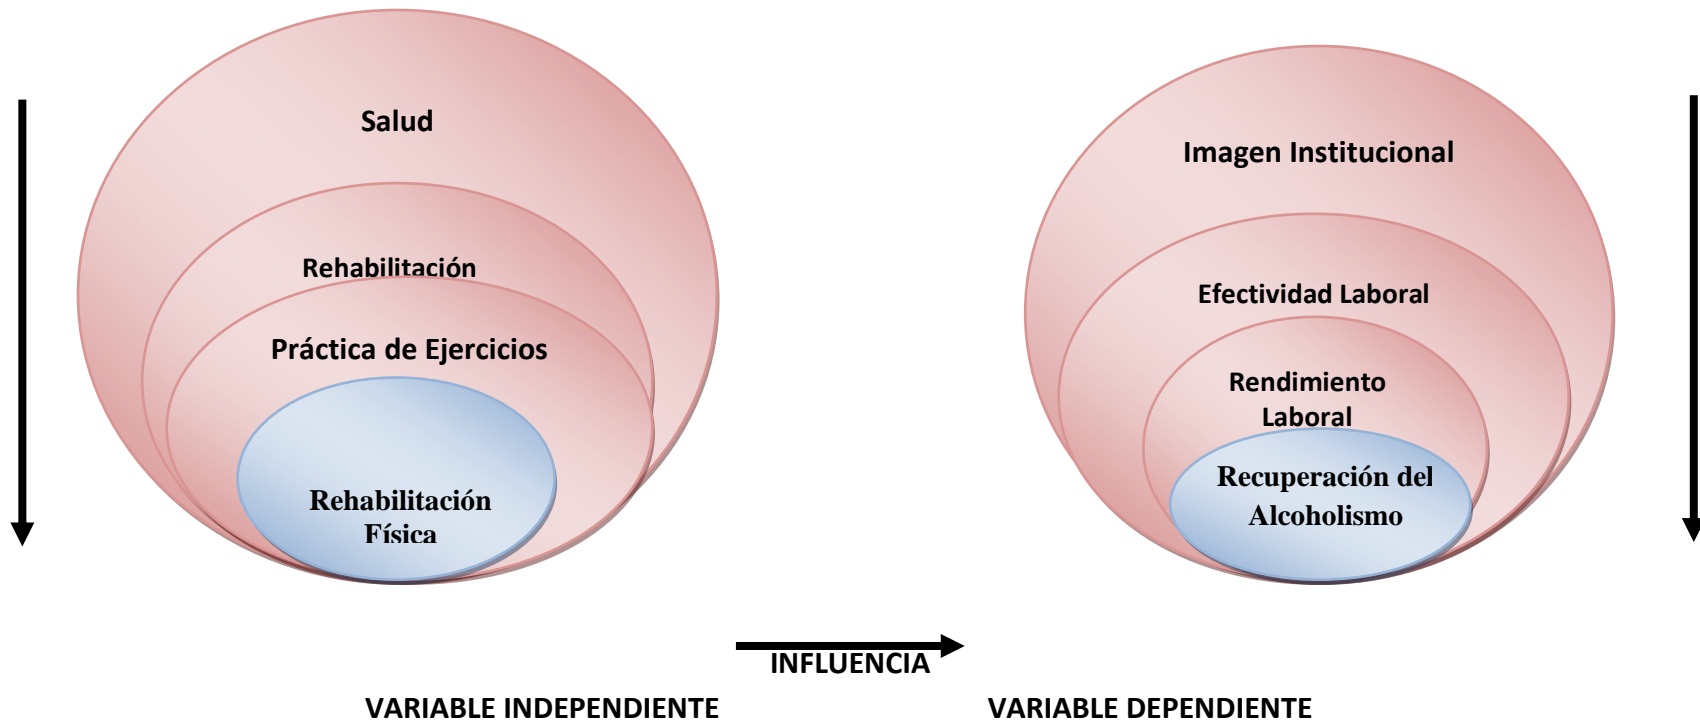 Salud
Rehabilitación
Práctica de Ejercicios
Rehabilitación
Física
Imagen Institucional
Efectividad Laboral
Rendimiento
Laboral
Recuperación del
Alcoholismo
INFLUENCIA
VARIABLE INDEPENDIENTE
VARIABLE DEPENDIENTE